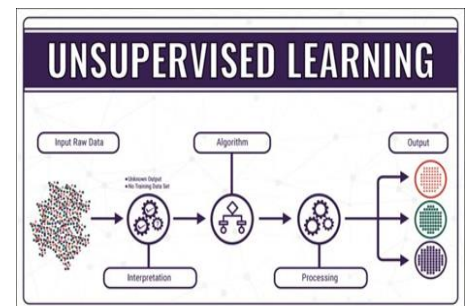 UNSUPERVISED LEARNING
Input Raw Data
Algorithm
Output
•Unknown Output
•No Training Data Set
Interpretation
Processing